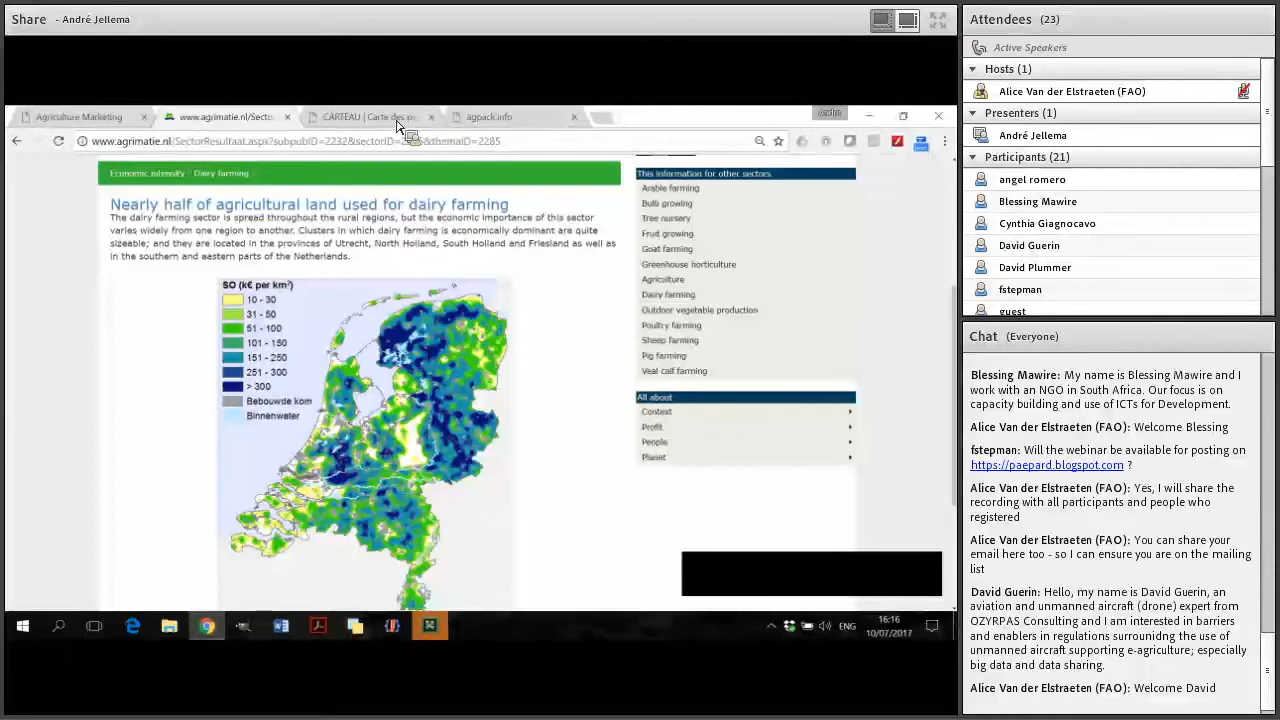 Share - André Jellema
Agriculture Marketing
www.agrimatie.nl/Secto
CARTEAU | Carte des po
agpack.info
André
www.agrimatie.nl/SectorResultaat.aspx?subpubID=2232&sectorID=2 &themaID=2285
Economic intensity - Dairy farming
Nearly half of agricultural land used for dairy farming
The dairy farming sector is spread throughout the rural regions, but the economic importance of this sector
varies widely from one region to another. Clusters in which dairy farming is economically dominant are quite
sizeable; and they are located in the provinces of Utrecht, North Holland, South Holland and Friesland as well as
in the southern and eastern parts of the Netherlands.
SO (k€ per km²)
10 - 30
31 - 50
51 - 100
101 - 150
151 - 250
251 - 300
> 300
Bebouwde kom
Binnenwater
This information for other sectors
Arable farming
Bulb growing
Tree nursery
Fruit growing
Goat farming
Greenhouse horticulture
Agriculture
Dairy farming
Outdoor vegetable production
Poultry farming
Sheep farming
Pig farming
Veal calf farming
All about
Context
Profit
People
Planet
ENG
16:16
10/07/2017
Attendees (23)
Active Speakers
Hosts (1)
Alice Van der Elstraeten (FAO)
Presenters (1)
André Jellema
Participants (21)
angel romero
Blessing Mawire
Cynthia Giagnocavo
David Guerin
David Plummer
fstepman
guest
Chat (Everyone)
Blessing Mawire: My name is Blessing Mawire and I
work with an NGO in South Africa. Our focus is on
capacity building around ICTs for Development.
Alice Van der Elstraeten (FAO): Welcome Blessing
fstepman: Will the webinar be available for posting on
https://paepard.blogspot.com ?
Alice Van der Elstraeten (FAO): Yes, I will share the
recording with all participants and people who
registered
Alice Van der Elstraeten (FAO): You can share your
email here too - so I can ensure you are on the mailing
list
David Guerin: Hello, my name is David Guerin, an
aviation and unmanned aircraft (drone) expert from
OZYRPAS Consulting and I am interested in barriers
and enablers in regulations surrounding the use of
unmanned aircraft supporting e-agriculture; especially
big data and data sharing.
Alice Van der Elstraeten (FAO): Welcome David